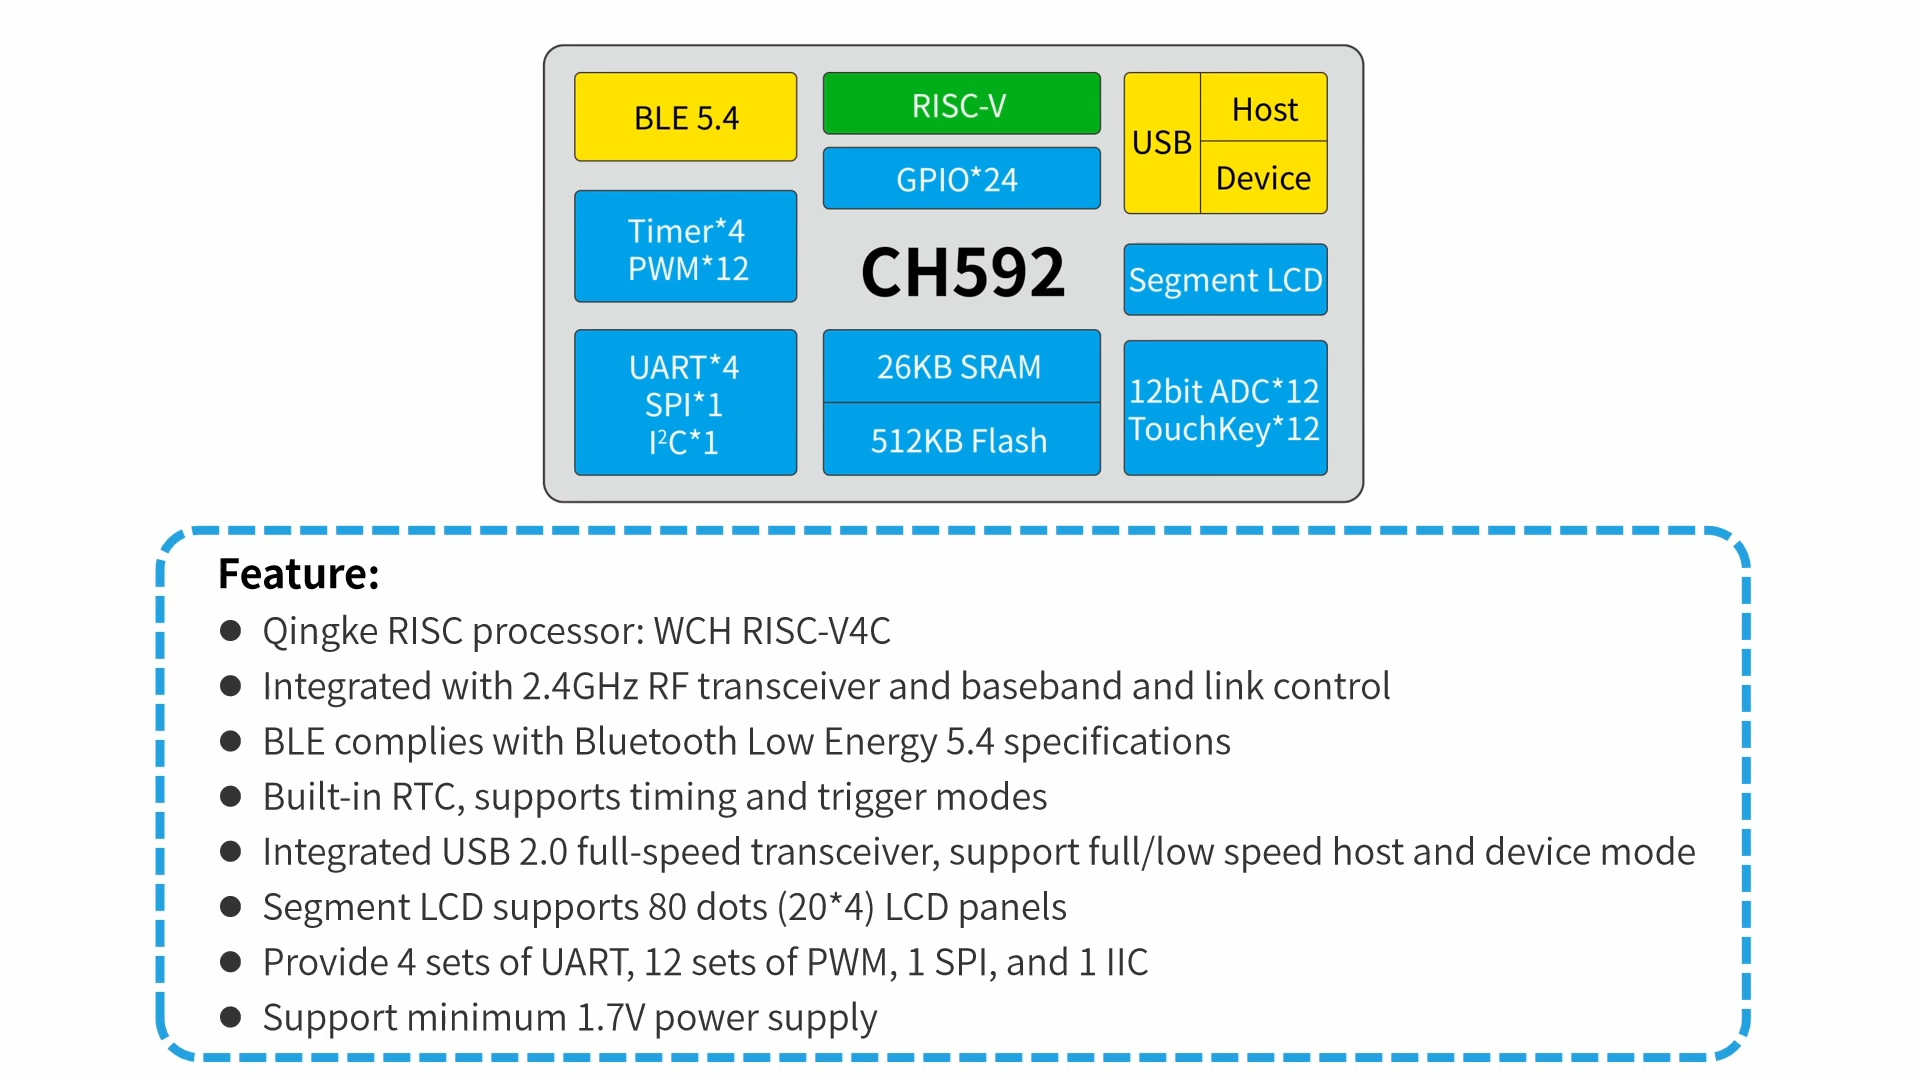 BLE 5.4
RISC-V
USB
Host
Device
GPIO*24
Timer*4
PWM*12
CH592
Segment LCD
UART*4
SPI*1
I²C*1
26KB SRAM
512KB Flash
12bit ADC*12
TouchKey*12
Feature:
● Qingke RISC processor: WCH RISC-V4C
● Integrated with 2.4GHz RF transceiver and baseband and link control
● BLE complies with Bluetooth Low Energy 5.4 specifications
● Built-in RTC, supports timing and trigger modes
● Integrated USB 2.0 full-speed transceiver, support full/low speed host and device mode
● Segment LCD supports 80 dots (20*4) LCD panels
● Provide 4 sets of UART, 12 sets of PWM, 1 SPI, and 1 IIC
● Support minimum 1.7V power supply